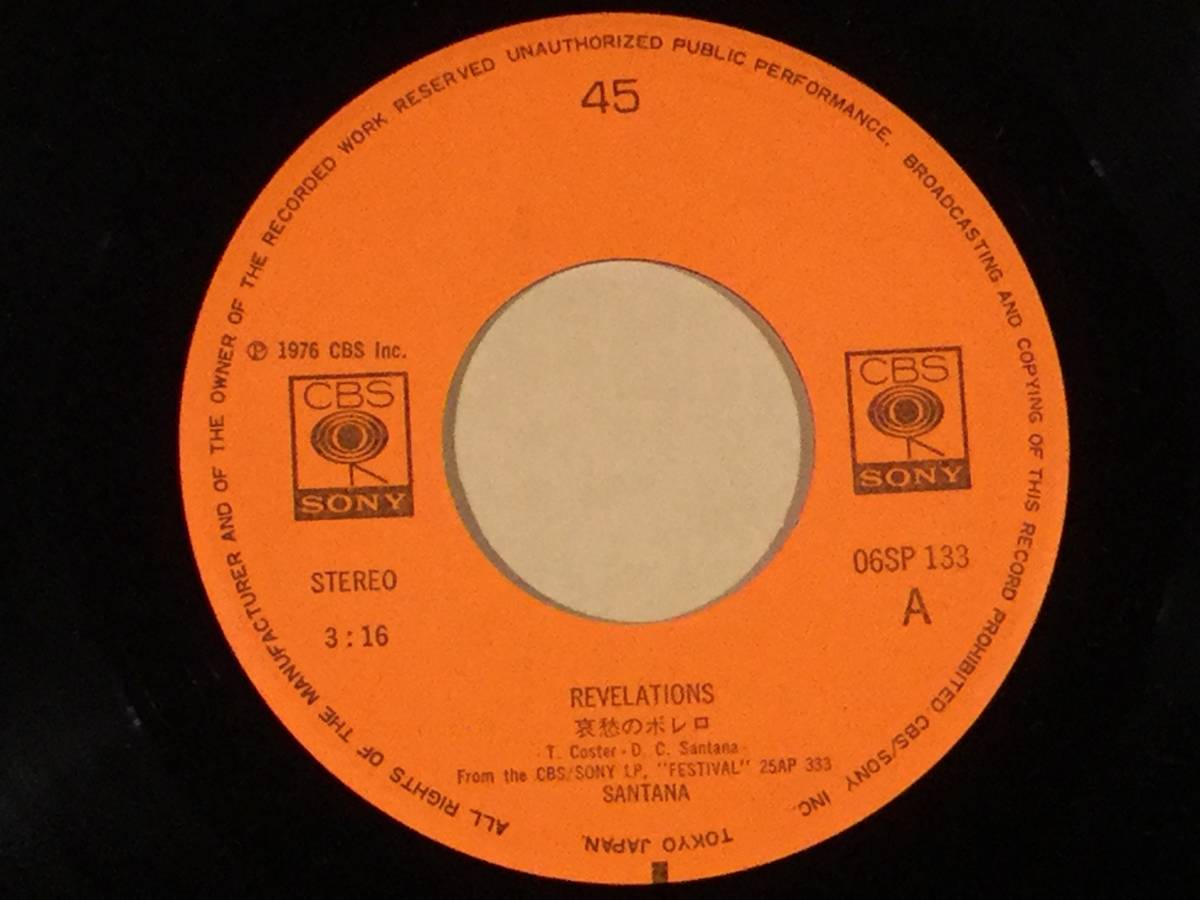 ALL RIGHTS OF THE MANUFACTURER AND OF THE OWNER OF THE RECORDED WORK RESERVED UNAUTHORIZED PUBLIC PERFORMANCE, BROADCASTING AND COPYING OF THIS RECORD PROHIBITED CBS/SONY INC.
TOKYO JAPAN.
45
Ⓟ 1976 CBS Inc.
CBS
SONY
CBS
SONY
STEREO
3:16
06SP 133
A
REVELATIONS
哀愁のボレロ
T. Coster - D. C. Santana
From the CBS/SONY LP, "FESTIVAL" 25AP 333
SANTANA